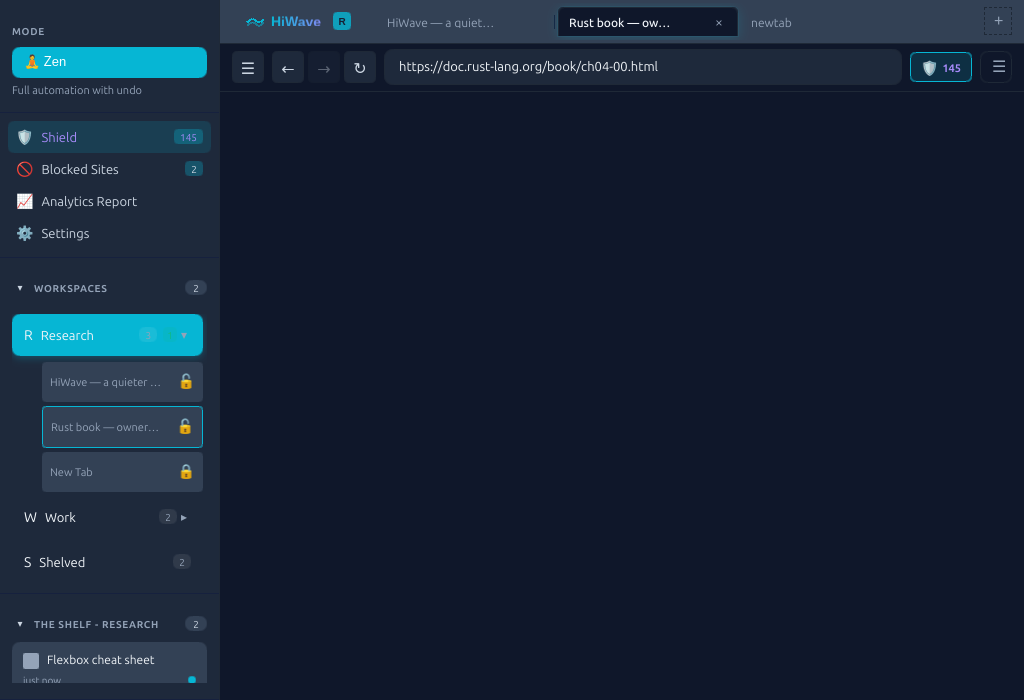 MODE
Zen
Full automation with undo
Shield 145
Blocked Sites 2
Analytics Report
Settings
WORKSPACES 2
R Research
HiWave — a quieter ...
Rust book — owner...
New Tab
W Work 2
S Shelved 2
THE SHELF - RESEARCH 2
Flexbox cheat sheet
just now
HiWave R
HiWave — a quiet...
Rust book — ow... ×
newtab
+
https://doc.rust-lang.org/book/ch04-00.html
145